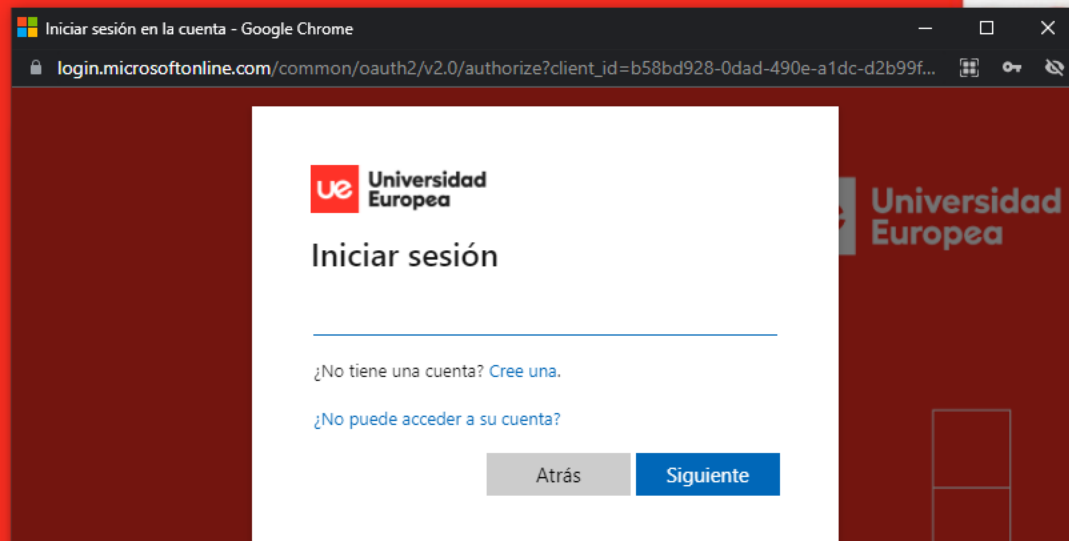 Iniciar sesión en la cuenta - Google Chrome
login.microsoftonline.com/common/oauth2/v2.0/authorize?client_id=b58bd928-0dad-490e-a1dc-d2b99f...
ue Universidad
Europea
Universidad
Europea
Iniciar sesión
¿No tiene una cuenta? Cree una.
¿No puede acceder a su cuenta?
Atrás Siguiente